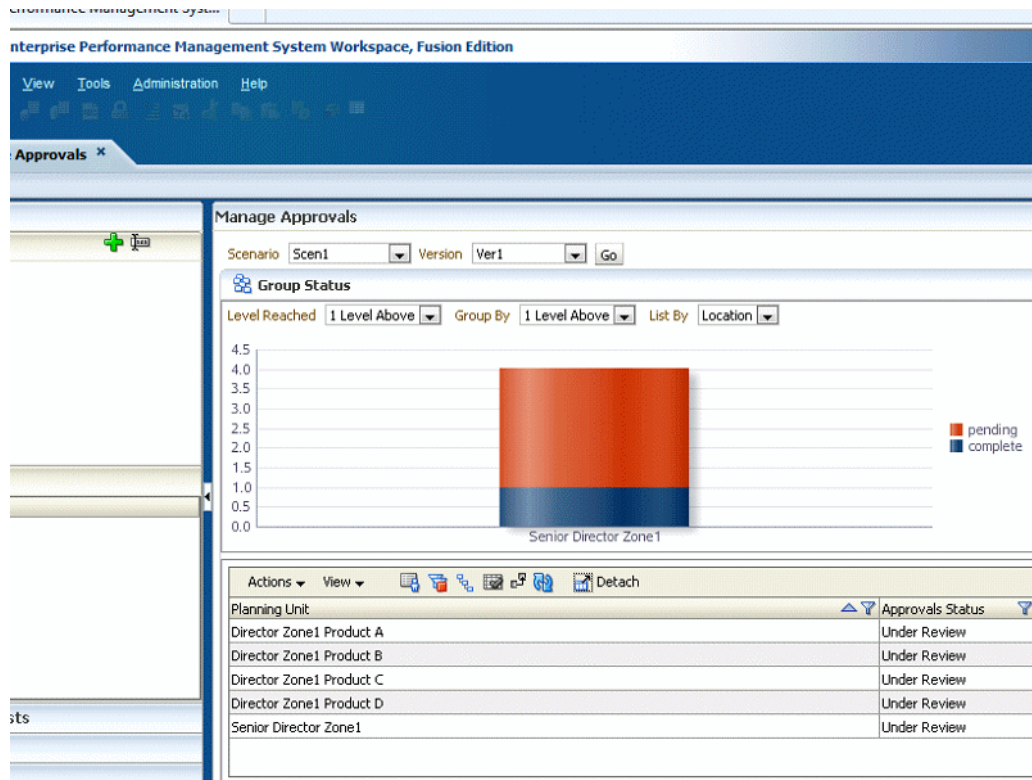 Performance Management Syst...
nterprise Performance Management System Workspace, Fusion Edition
View Tools Administration Help
Approvals ×
Manage Approvals
Scenario Scen1 Version Ver1 Go
Group Status
Level Reached 1 Level Above Group By 1 Level Above List By Location
4.5
4.0
3.5
3.0
2.5
2.0
1.5
1.0
0.5
0.0
pending
complete
Senior Director Zone1
Actions View Detach
Planning Unit Approvals Status
Director Zone1 Product A Under Review
Director Zone1 Product B Under Review
Director Zone1 Product C Under Review
Director Zone1 Product D Under Review
Senior Director Zone1 Under Review
sts